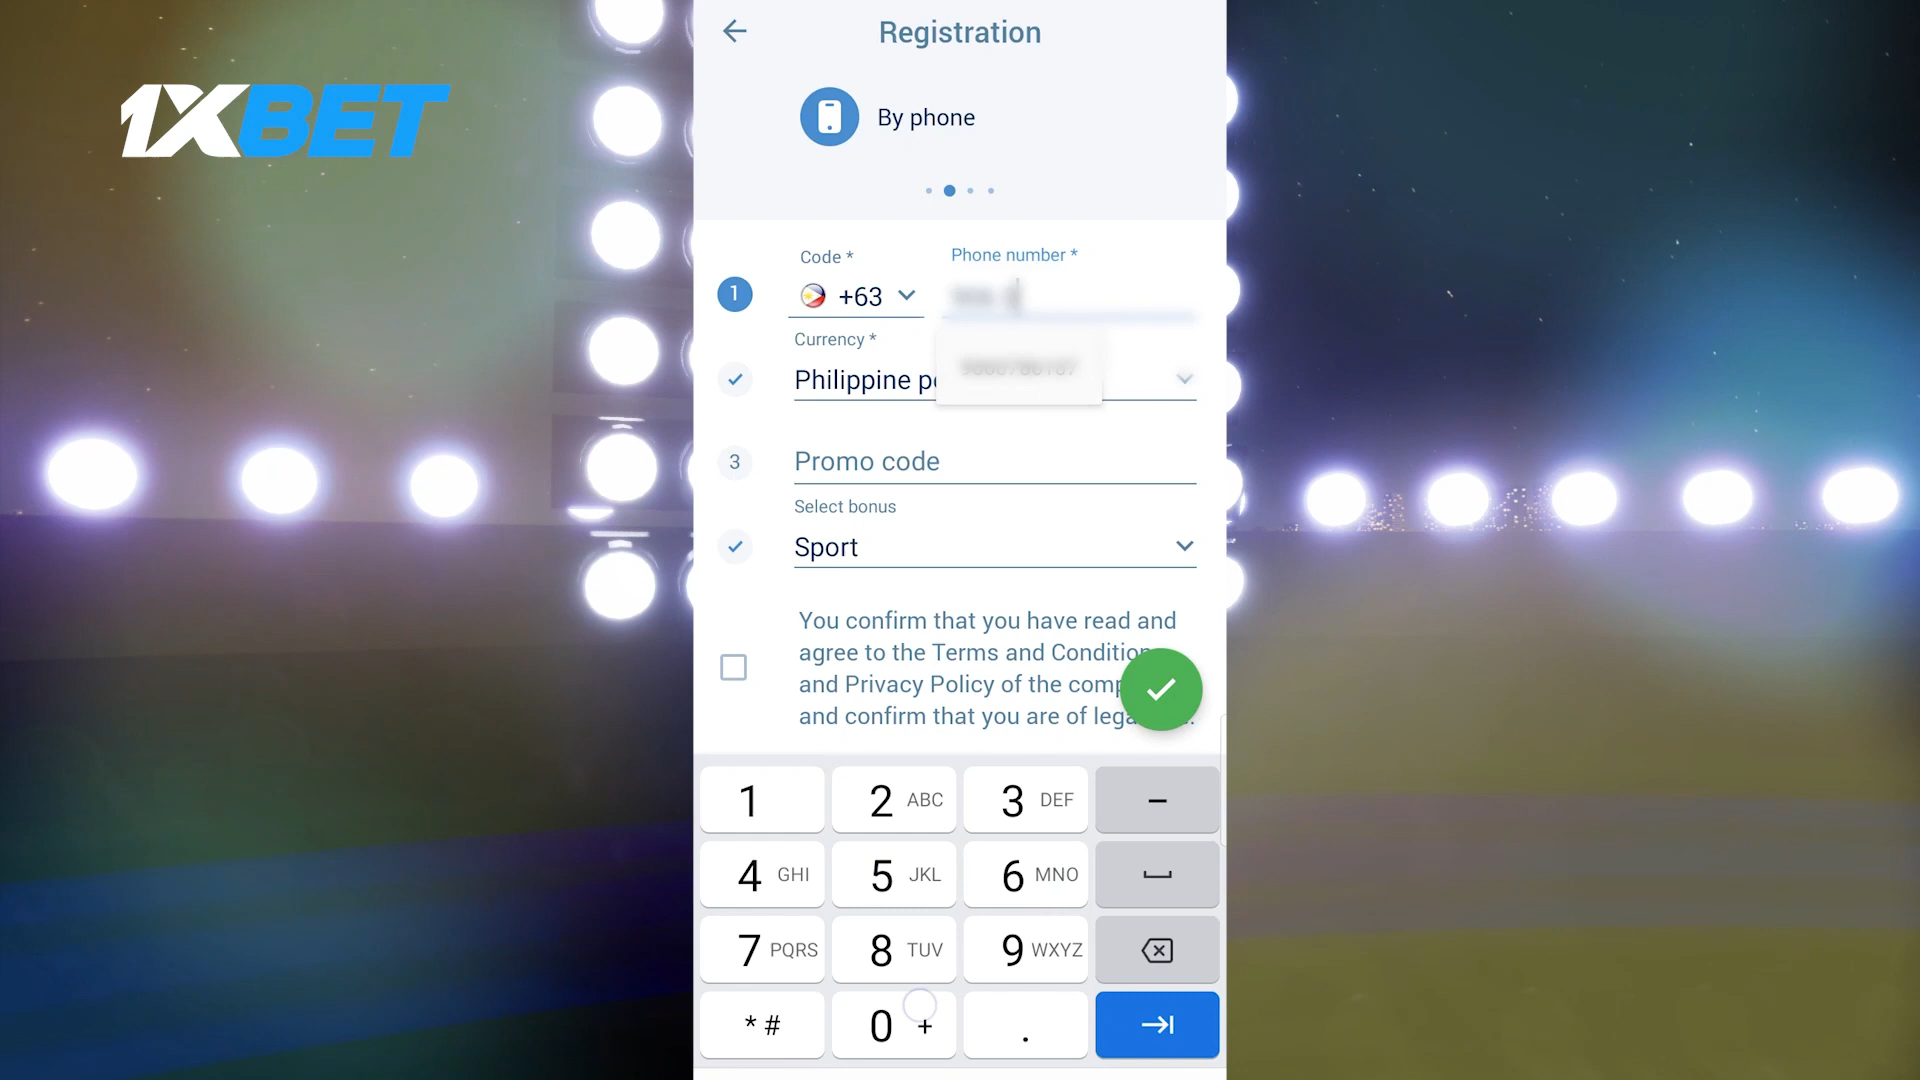 1XBET
Registration
By phone
Code *
Phone number *
1
+63
Currency *
Philippine
3
Promo code
Select bonus
Sport
You confirm that you have read and
agree to the Terms and
and Privacy Policy of the
and confirm that you are of
1
2 ABC
3 DEF
-
4 GHI
5 JKL
6 MNO
7 PQRS
8 TUV
9 WXYZ
* #
0 +
.